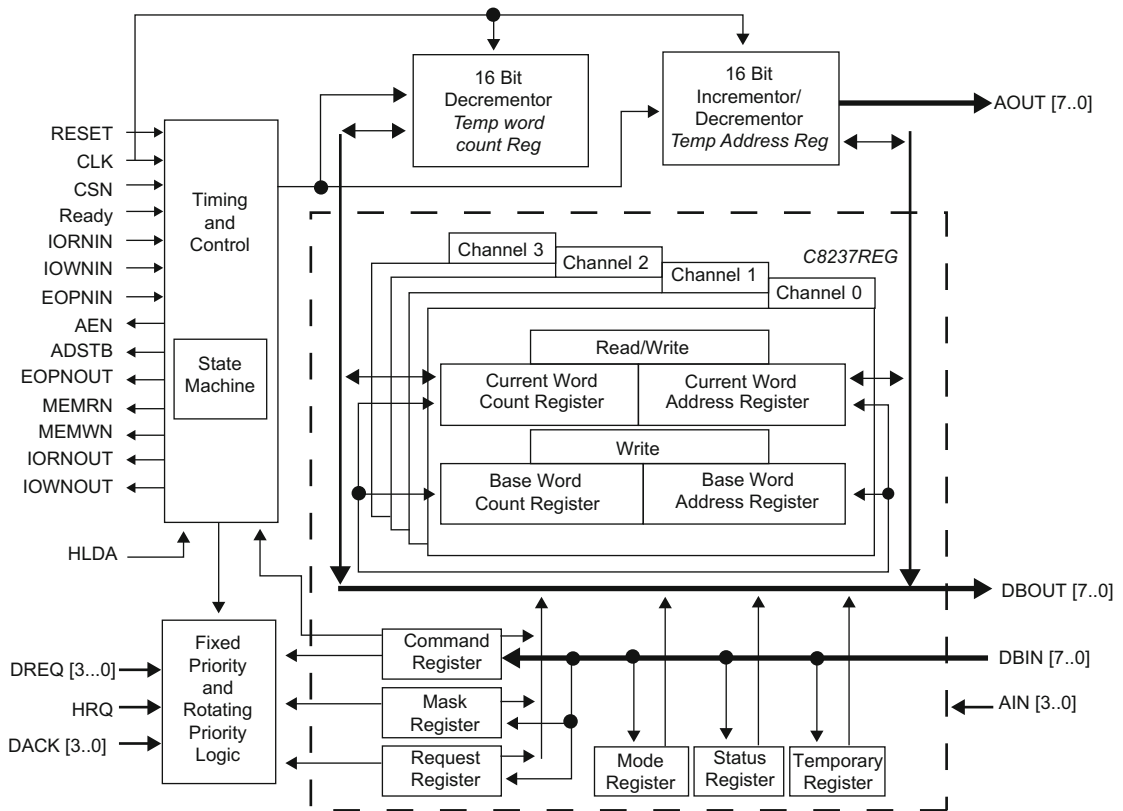 16 Bit
Decrementor
Temp word
count Reg
16 Bit
Incrementor/
Decrementor
Temp Address Reg
AOUT [7..0]
RESET
CLK
CSN
Ready
IORNIN
IOWNIN
EOPNIN
AEN
ADSTB
EOPNOUT
MEMRN
MEMWN
IORNOUT
IOWNOUT
HLDA
Timing
and
Control
State
Machine
C8237REG
Channel 3
Channel 2
Channel 1
Channel 0
Read/Write
Current Word
Count Register
Current Word
Address Register
Write
Base Word
Count Register
Base Word
Address Register
DBOUT [7..0]
DREQ [3...0]
HRQ
DACK [3..0]
Fixed
Priority
and
Rotating
Priority
Logic
Command
Register
Mask
Register
Request
Register
DBIN [7..0]
AIN [3..0]
Mode
Register
Status
Register
Temporary
Register